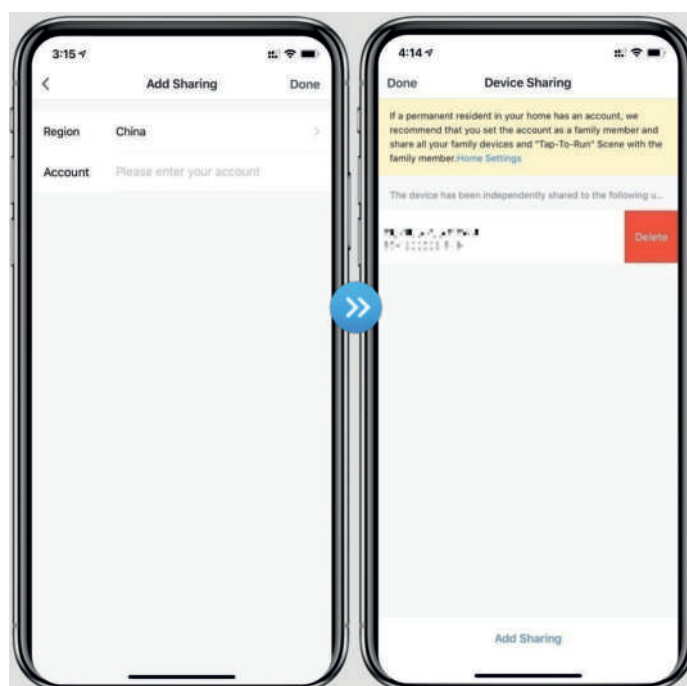 3:15
Add Sharing
Done
Region
China
Account
Please enter your account
4:14
Done
Device Sharing
If a permanent resident in your home has an account, we
recommend that you set the account as a family member and
share all your family devices and "Tap-To-Run" Scene with the
family member.Home Settings
The device has been independently shared to the following u...
Delete
Add Sharing